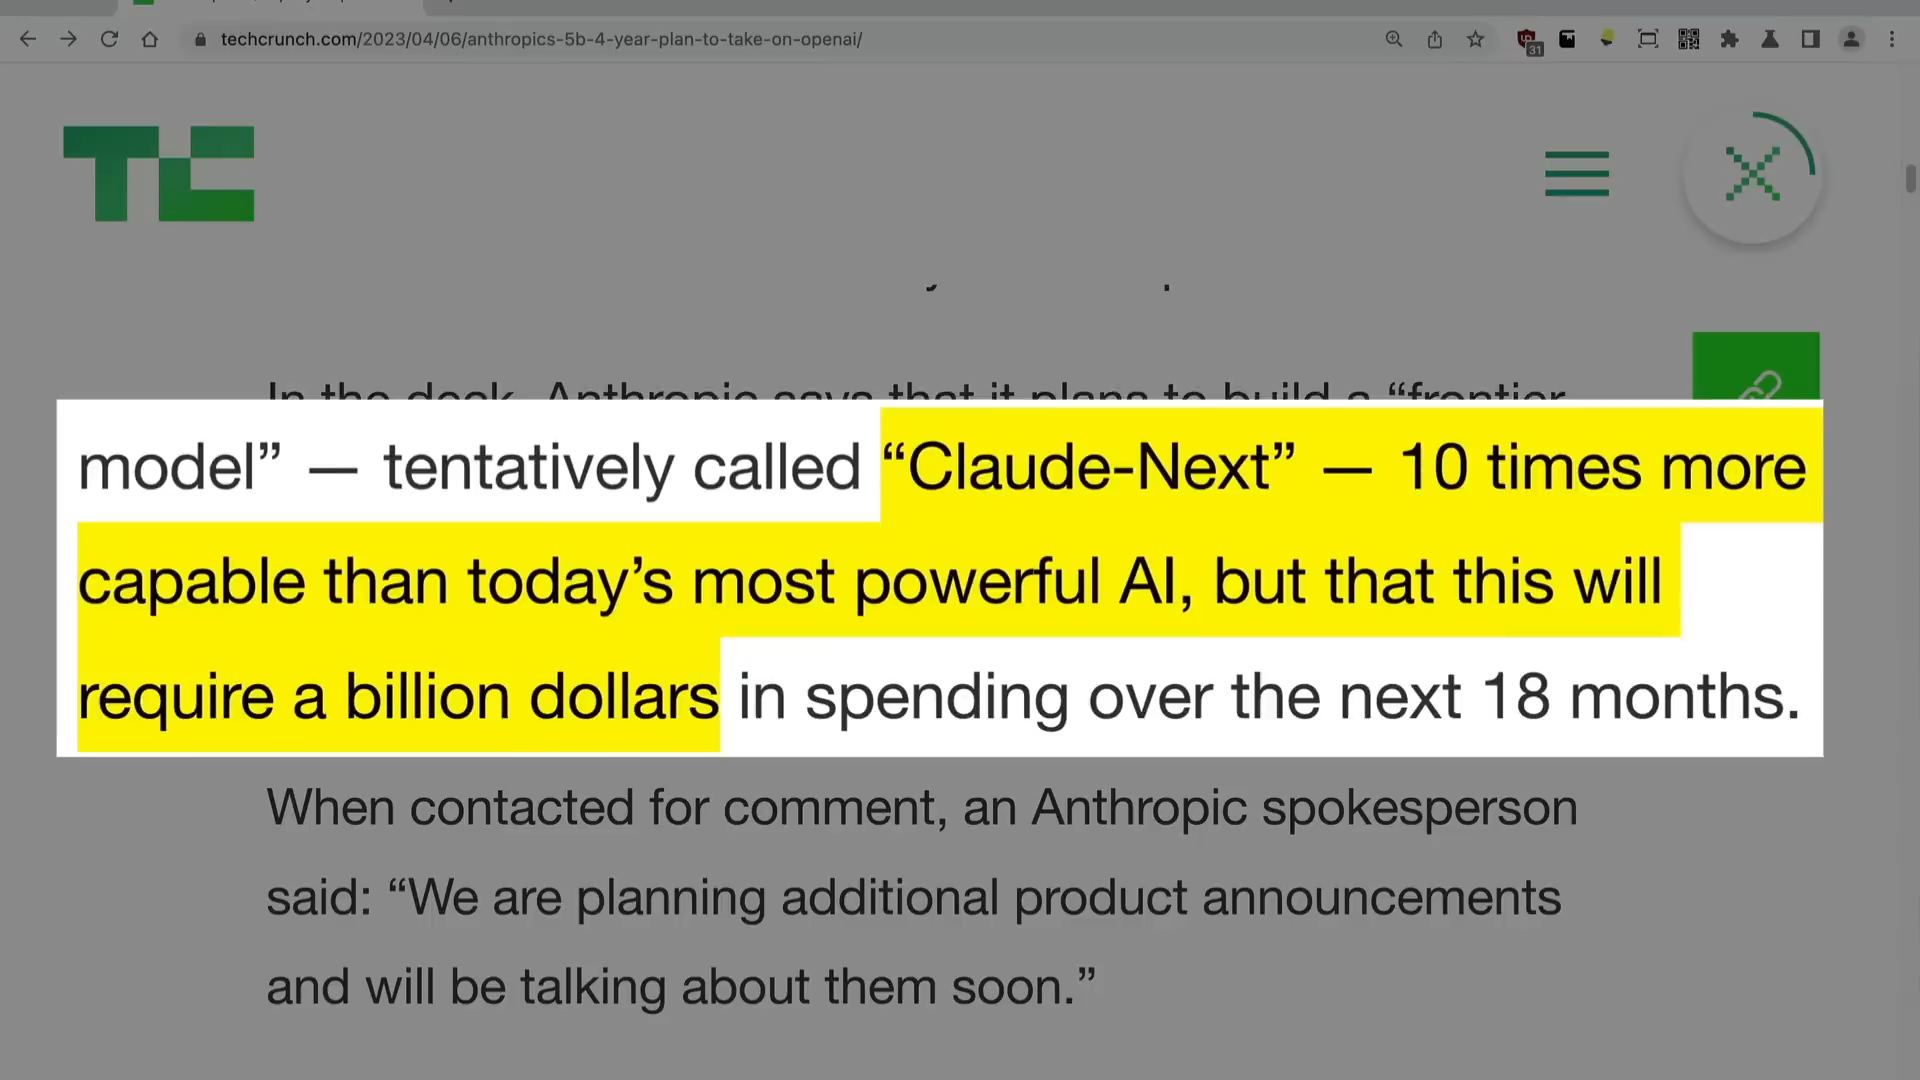 techcrunch.com/2023/04/06/anthropics-5b-4-year-plan-to-take-on-openai/
31
TC
In the deck, Anthropic says that it plans to build a “frontier
model” — tentatively called “Claude-Next” — 10 times more
capable than today’s most powerful AI, but that this will
require a billion dollars in spending over the next 18 months.
When contacted for comment, an Anthropic spokesperson
said: “We are planning additional product announcements
and will be talking about them soon.”